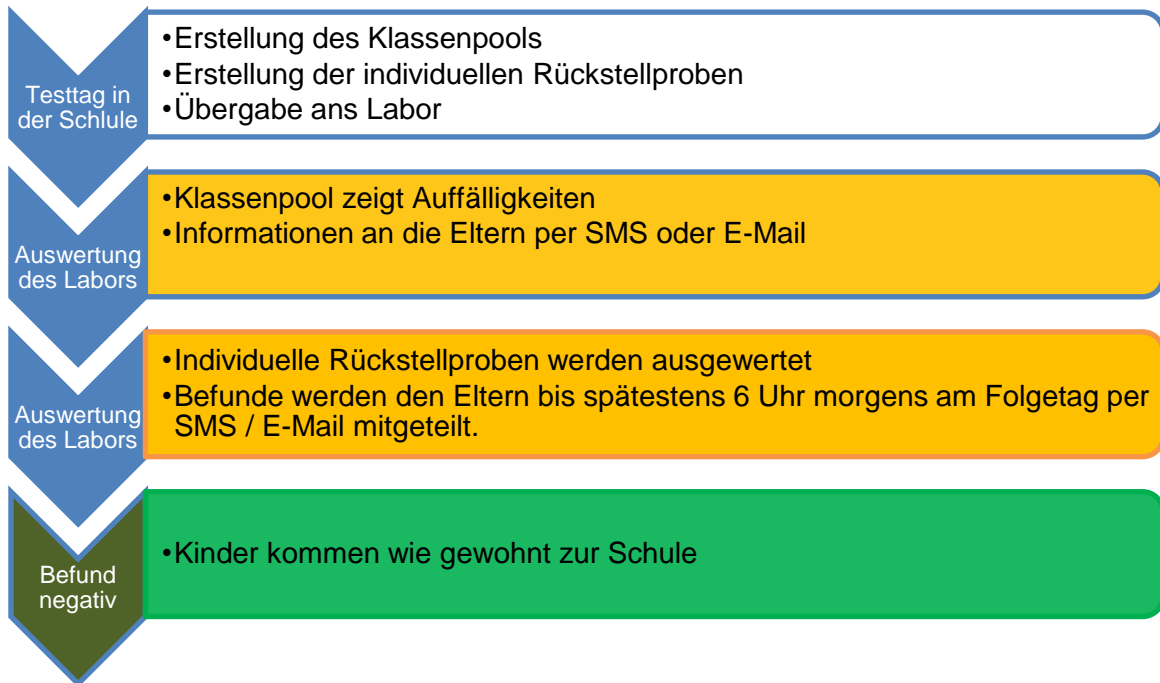 Testtag in
der Schlule
•Erstellung des Klassenpools
•Erstellung der individuellen Rückstellproben
•Übergabe ans Labor
Auswertung
des Labors
•Klassenpool zeigt Auffälligkeiten
•Informationen an die Eltern per SMS oder E-Mail
Auswertung
des Labors
•Individuelle Rückstellproben werden ausgewertet
•Befunde werden den Eltern bis spätestens 6 Uhr morgens am Folgetag per
SMS / E-Mail mitgeteilt.
Befund
negativ
•Kinder kommen wie gewohnt zur Schule